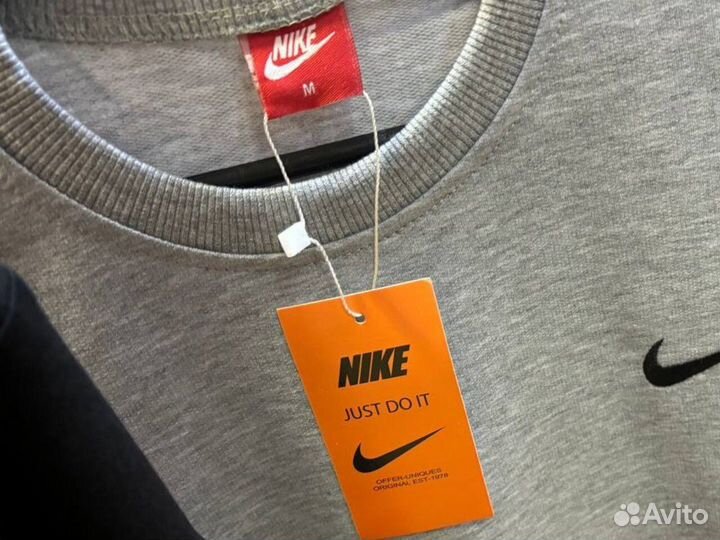 NIKE
M
NIKE
JUST DO IT
OFFER-UNIQUES
ORIGINAL EST-1978
Avito